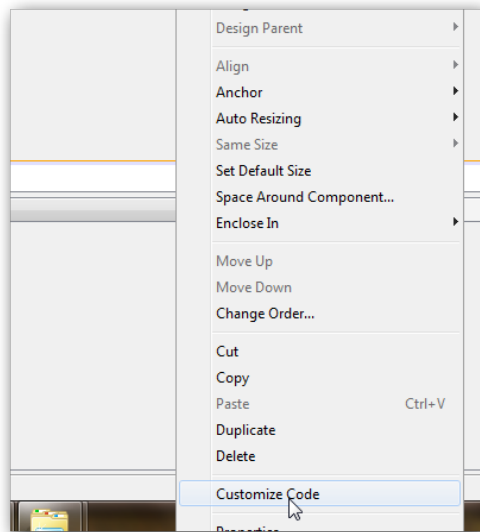 Design Parent
Align
Anchor
Auto Resizing
Same Size
Set Default Size
Space Around Component...
Enclose In
Move Up
Move Down
Change Order...
Cut
Copy
Paste Ctrl+V
Duplicate
Delete
Customize Code
Properties